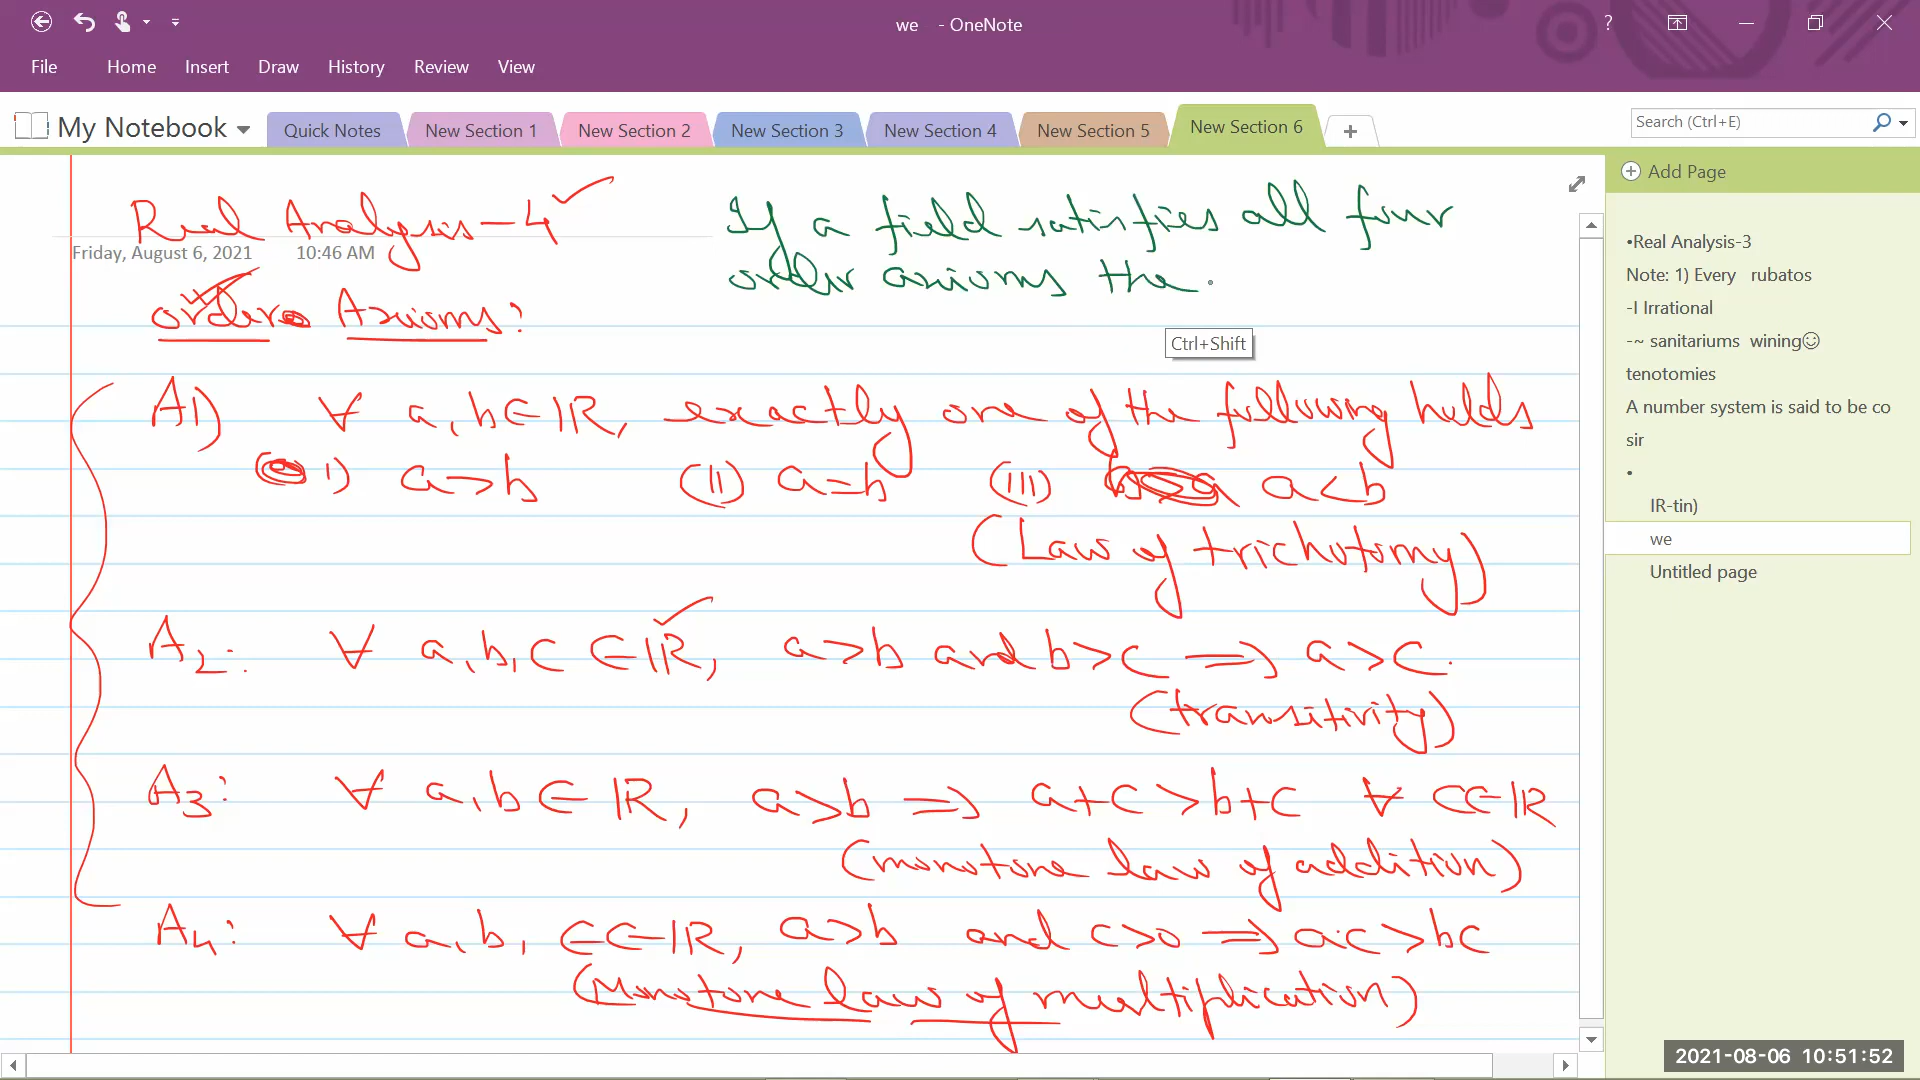 we - OneNote
?
File Home Insert Draw History Review View
My Notebook Quick Notes New Section 1 New Section 2 New Section 3 New Section 4 New Section 5 New Section 6 +
Search (Ctrl+E)
Add Page
Real Analysis-4
Friday, August 6, 2021 10:46 AM
If a field satisfies all four
order axioms the
order Axioms:
Ctrl+Shift
A1) ∀ a, b ∈ IR, exactly one of the following holds
i) a>b (II) a=b (III) a<b
(Law of trichotomy)
A2: ∀ a, b, c ∈ IR, a>b and b>c ⟹ a>c.
(transitivity)
A3: ∀ a, b ∈ IR, a>b ⟹ a+c>b+c ∀ c∈IR
(monotone law of addition)
A4: ∀ a, b, c∈IR, a>b and c>0 ⟹ a.c>bc
(Monotone law of multiplication)
•Real Analysis-3
Note: 1) Every rubatos
-I Irrational
-~ sanitariums wining☺
tenotomies
A number system is said to be co
sir
•
IR-tin)
we
Untitled page
2021-08-06 10:51:52